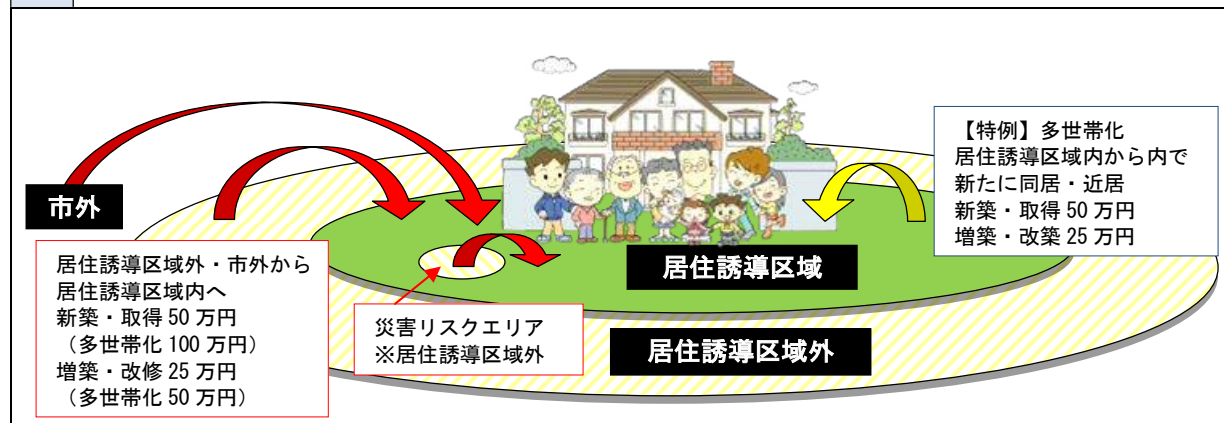 市外
居住誘導区域外・市外から
居住誘導区域内へ
新築・取得 50 万円
（多世帯化 100 万円）
増築・改修 25 万円
（多世帯化 50 万円）
災害リスクエリア
※居住誘導区域外
居住誘導区域
居住誘導区域外
【特例】多世帯化
居住誘導区域内から内で
新たに同居・近居
新築・取得 50 万円
増築・改築 25 万円